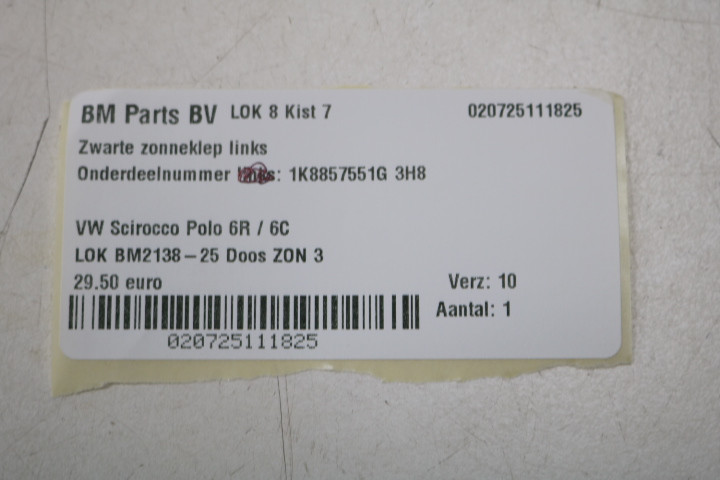 BM Parts BV LOK 8 Kist 7 020725111825
Zwarte zonneklep links
Onderdeelnummer : 1K8857551G 3H8
VW Scirocco Polo 6R / 6C
LOK BM2138-25 Doos ZON 3
29.50 euro Verz: 10
Aantal: 1
020725111825